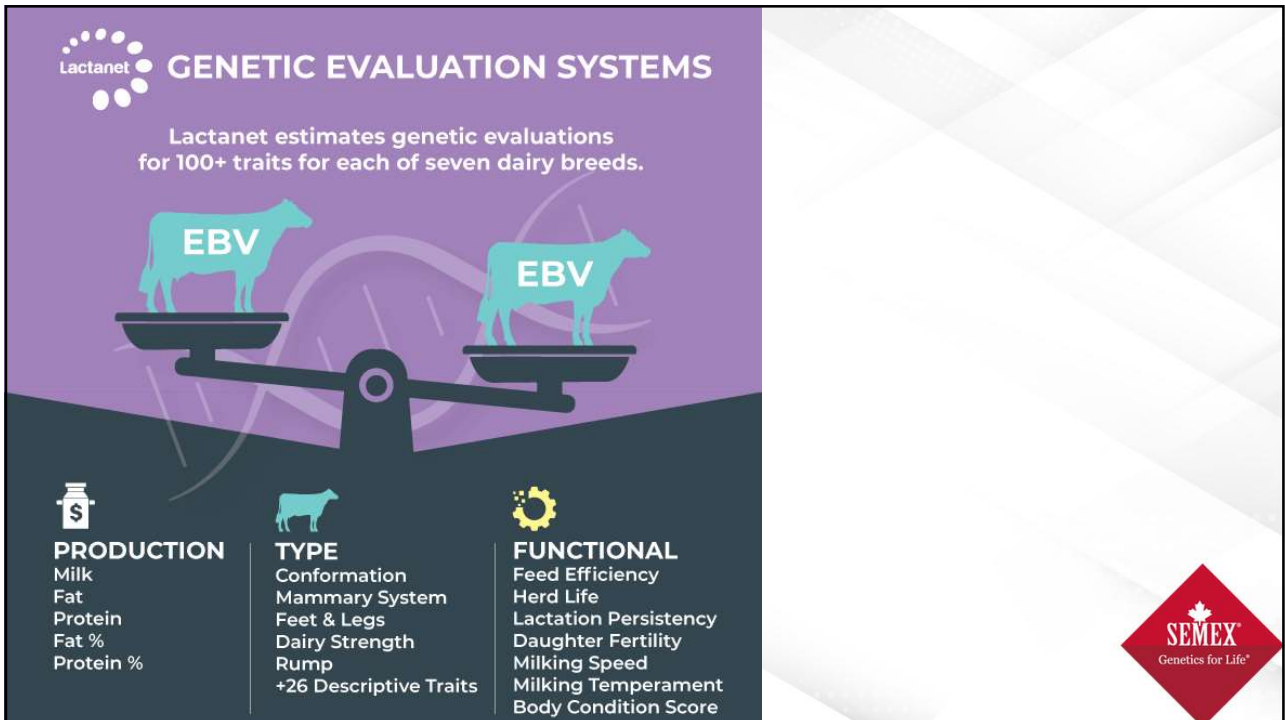 Lactanet
GENETIC EVALUATION SYSTEMS
Lactanet estimates genetic evaluations
for 100+ traits for each of seven dairy breeds.
EBV
EBV
$
PRODUCTION
Milk
Fat
Protein
Fat %
Protein %
TYPE
Conformation
Mammary System
Feet & Legs
Dairy Strength
Rump
+26 Descriptive Traits
FUNCTIONAL
Feed Efficiency
Herd Life
Lactation Persistency
Daughter Fertility
Milking Speed
Milking Temperament
Body Condition Score
SEMEX®
Genetics for Life®